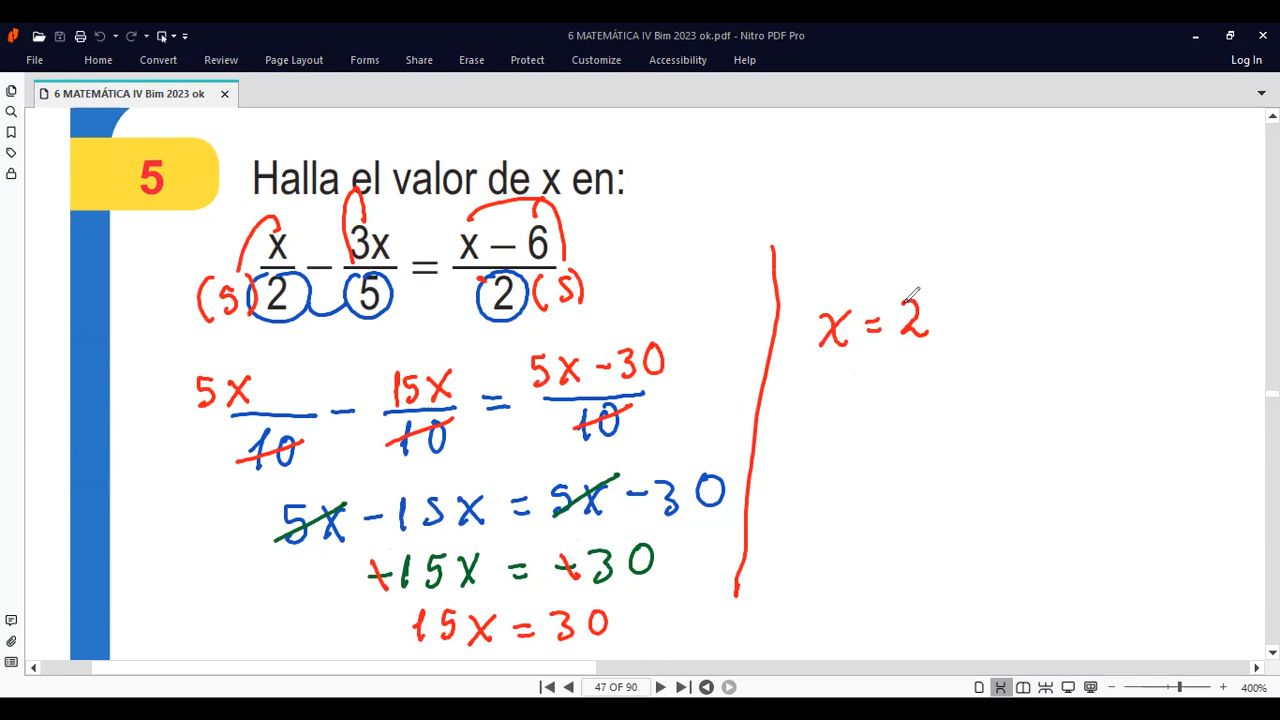 6 MATEMÁTICA IV Bim 2023 ok.pdf - Nitro PDF Pro
File Home Convert Review Page Layout Forms Share Erase Protect Customize Accessibility Help Log In
6 MATEMÁTICA IV Bim 2023 ok
5 Halla el valor de x en:
x/2 – 3x/5 = x – 6/2
(5) (5)
5x/10 - 15x/10 = 5x - 30/10
5x - 15x = 5x - 30
-15x = -30
15x = 30
x = 2
47 OF 90
400%